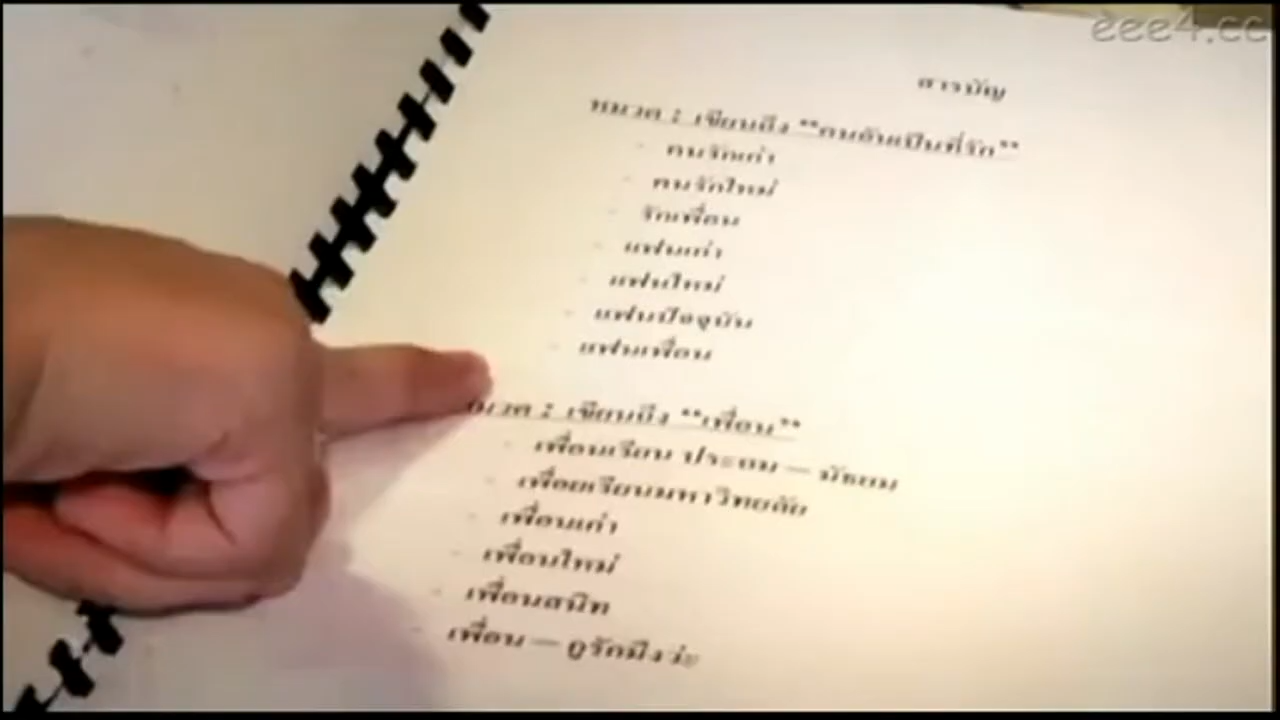 eee4.cc
สารบัญ
หมวด : เขียนถึง "คนอันเป็นที่รัก"
- คนรักเก่า
- คนรักใหม่
- รักเพื่อน
- แฟนเก่า
- แฟนใหม่
- แฟนปัจจุบัน
- แฟนเพื่อน
หมวด : เขียนถึง "เพื่อน"
- เพื่อนเรียน ประถม – มัธยม
- เพื่อนเรียนมหาวิทยาลัย
- เพื่อนเก่า
- เพื่อนใหม่
- เพื่อนสนิท
- เพื่อน – กูรักมึงว่ะ